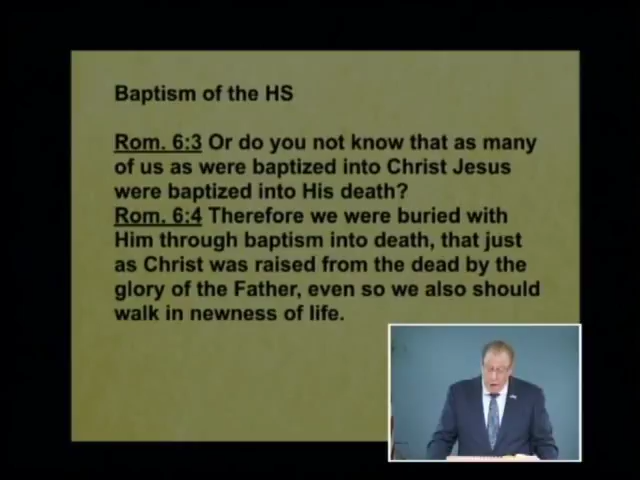 Baptism of the HS
Rom. 6:3 Or do you not know that as many
of us as were baptized into Christ Jesus
were baptized into His death?
Rom. 6:4 Therefore we were buried with
Him through baptism into death, that just
as Christ was raised from the dead by the
glory of the Father, even so we also should
walk in newness of life.